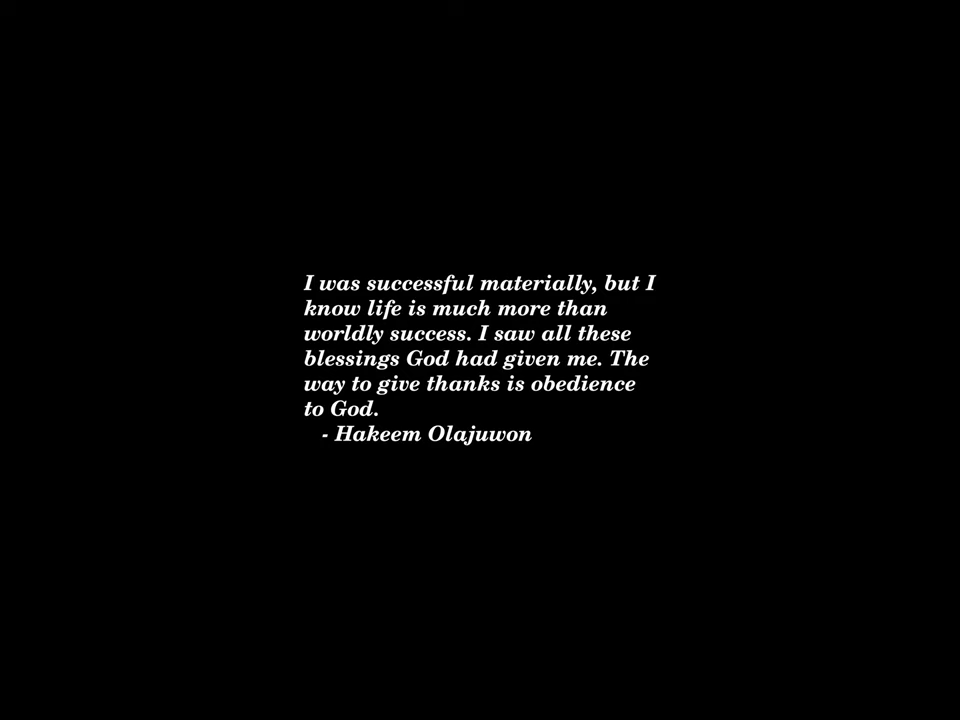 I was successful materially, but I
know life is much more than
worldly success. I saw all these
blessings God had given me. The
way to give thanks is obedience
to God.
- Hakeem Olajuwon